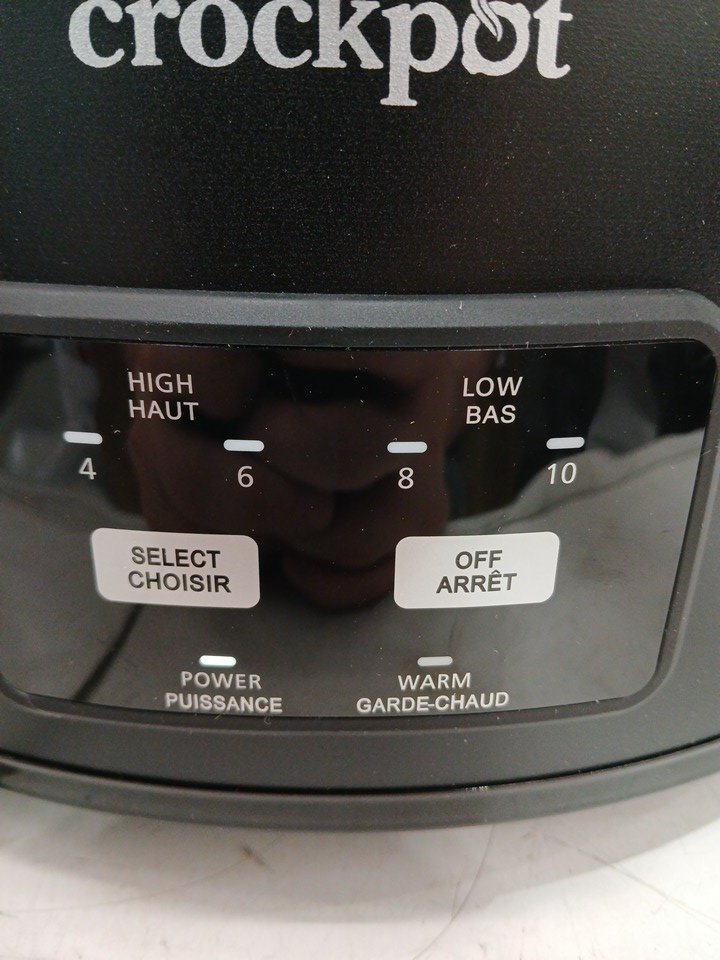 crockpot
HIGH
HAUT
LOW
BAS
4
6
8
10
SELECT
CHOISIR
OFF
ARRÊT
POWER
PUISSANCE
WARM
GARDE-CHAUD